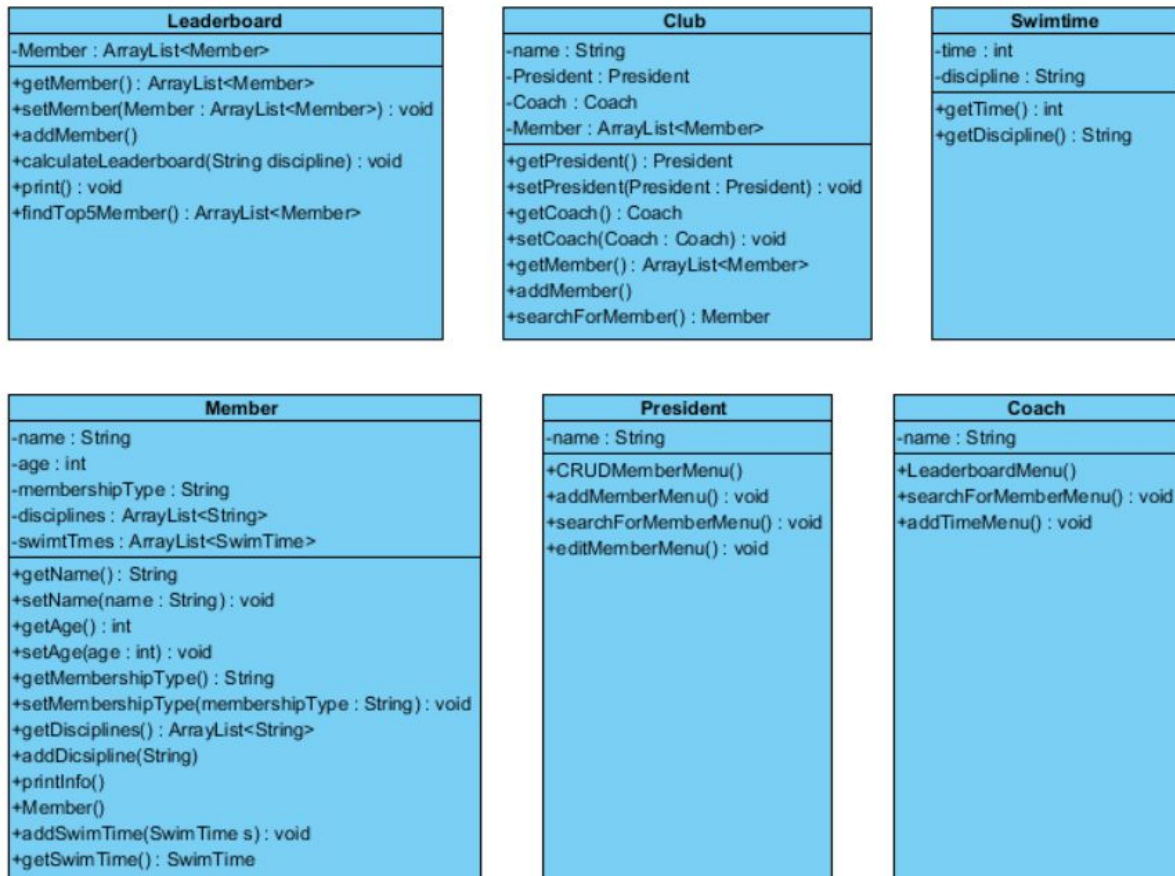 Leaderboard
-Member : ArrayList<Member>
+getMember() : ArrayList<Member>
+setMember(Member : ArrayList<Member>) : void
+addMember()
+calculateLeaderboard(String discipline) : void
+print() : void
+findTop5Member() : ArrayList<Member>
Club
-name : String
-President : President
-Coach : Coach
-Member : ArrayList<Member>
+getPresident() : President
+setPresident(President : President) : void
+getCoach() : Coach
+setCoach(Coach : Coach) : void
+getMember() : ArrayList<Member>
+addMember()
+searchForMember() : Member
Swimtime
-time : int
-discipline : String
+getTime() : int
+getDiscipline() : String
Member
-name : String
-age : int
-membershipType : String
-disciplines : ArrayList<String>
-swimtTmes : ArrayList<SwimTime>
+getName() : String
+setName(name : String) : void
+getAge() : int
+setAge(age : int) : void
+getMembershipType() : String
+setMembershipType(membershipType : String) : void
+getDisciplines() : ArrayList<String>
+addDicsipline(String)
+printInfo()
+Member()
+addSwimTime(SwimTime s) : void
+getSwimTime() : SwimTime
President
-name : String
+CRUDMemberMenu()
+addMemberMenu() : void
+searchForMemberMenu() : void
+editMemberMenu() : void
Coach
-name : String
+LeaderboardMenu()
+searchForMemberMenu() : void
+addTimeMenu() : void